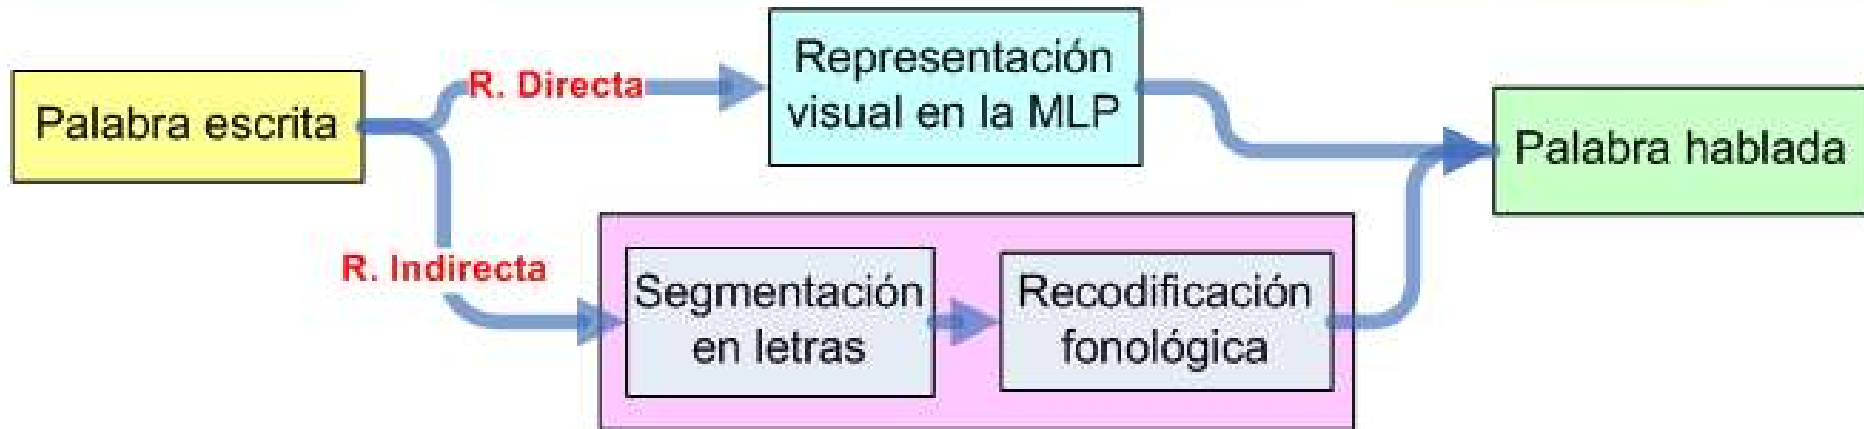 Palabra escrita
R. Directa
Representación
visual en la MLP
Palabra hablada
R. Indirecta
Segmentación
en letras
Recodificación
fonológica